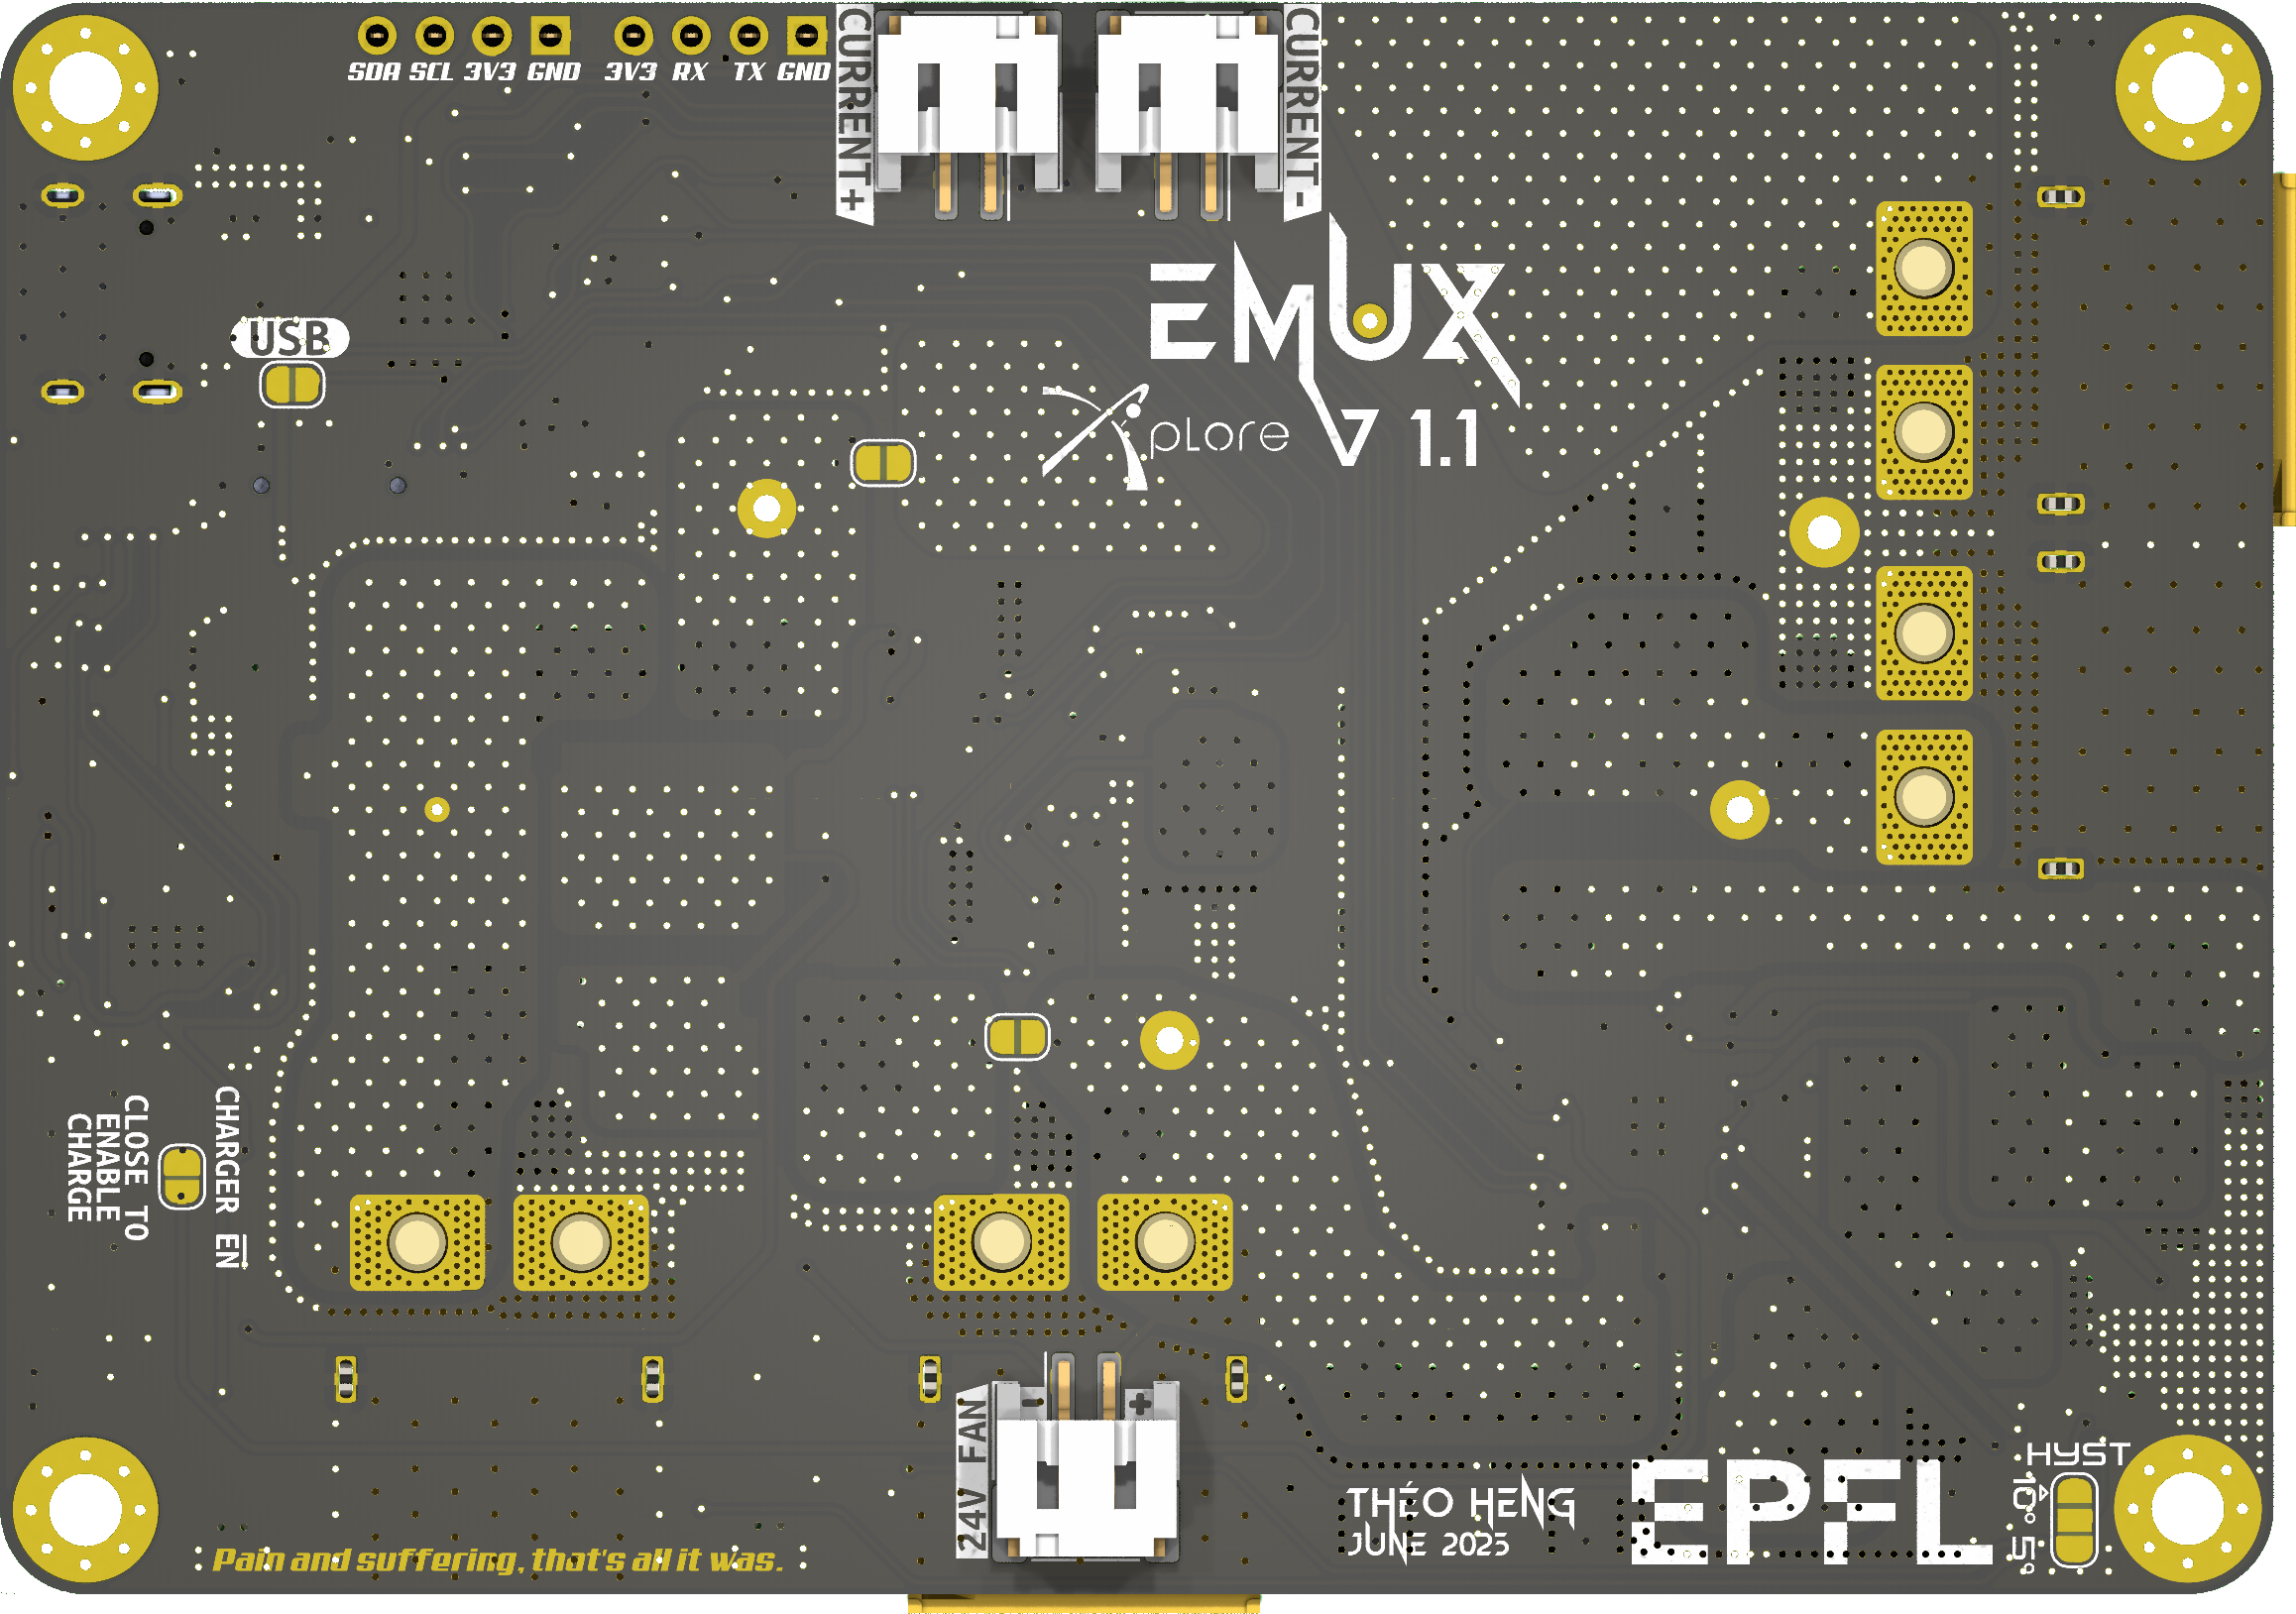 SDA SCL 3V3 GND 3V3 RX TX GND
CURRENT+
CURRENT-
EMUX
V 1.1
Xplore
USB
CHARGER EN
CLOSE TO
ENABLE
CHARGE
24V FAN
- +
THÉO HENG
JUNE 2025
EPFL
HYST
10° 5°
Pain and suffering, that's all it was.